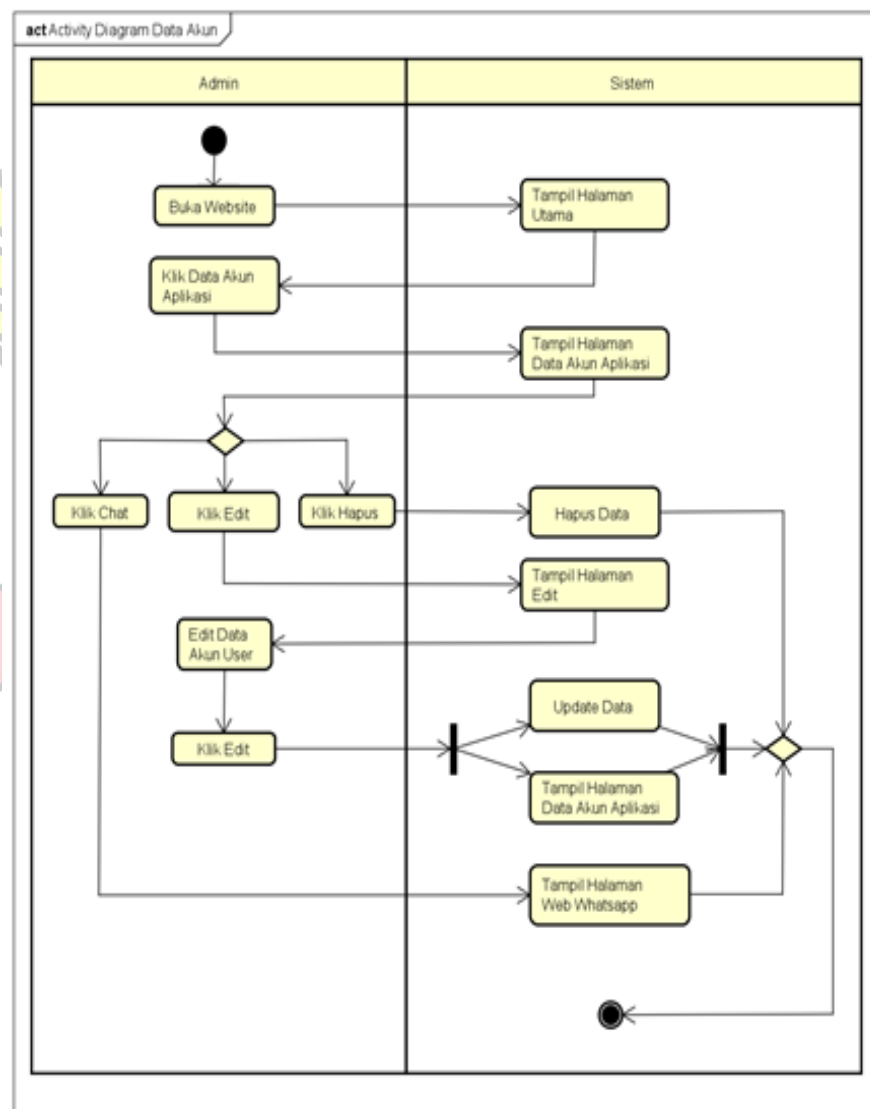 act Activity Diagram Data Akun
Admin
Sistem
Buka Website
Tampil Halaman
Utama
Klik Data Akun
Aplikasi
Tampil Halaman
Data Akun Aplikasi
Klik Chat
Klik Edit
Klik Hapus
Hapus Data
Tampil Halaman
Edit
Edit Data
Akun User
Update Data
Klik Edit
Tampil Halaman
Data Akun Aplikasi
Tampil Halaman
Web Whatsapp